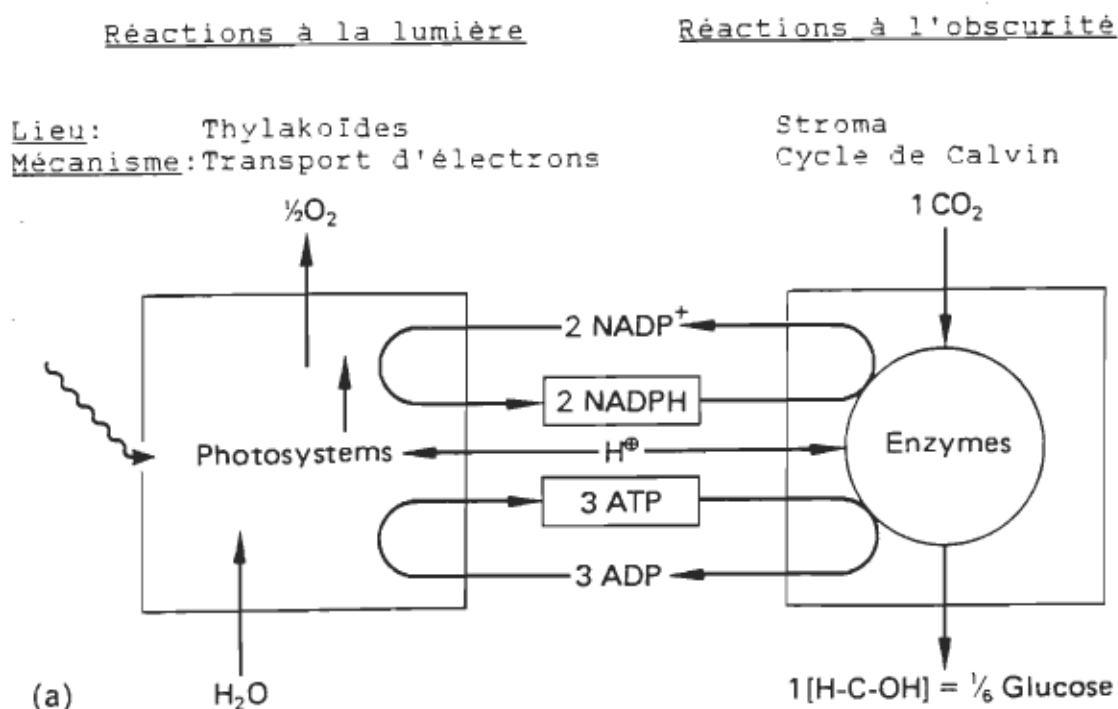 Réactions à la lumière
Réactions à l'obscurité
Lieu: Thylakoïdes
Stroma
Mécanisme: Transport d'électrons
Cycle de Calvin
½O₂
1 CO₂
2 NADP⁺
2 NADPH
Photosystems
H⊕
Enzymes
3 ATP
3 ADP
(a)
H₂O
1[H-C-OH] = ⅙ Glucose